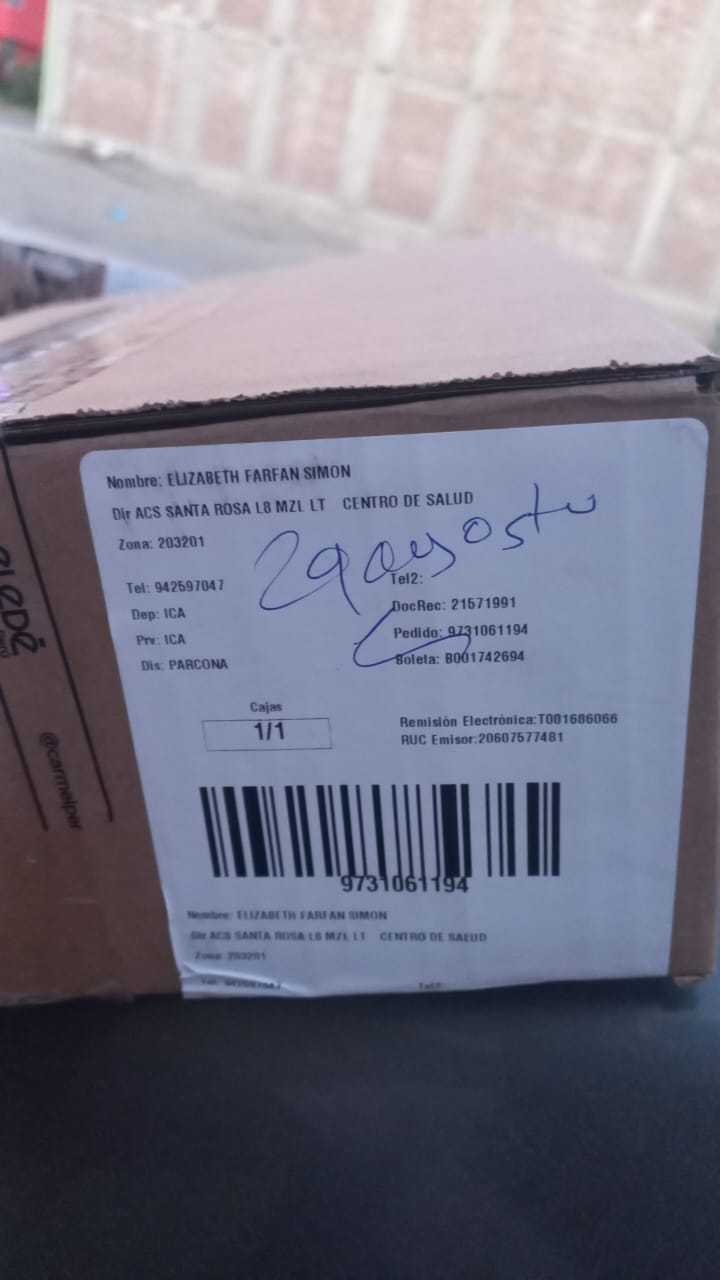 Nombre: ELIZABETH FARFAN SIMON
Dir ACS SANTA ROSA L8 MZL LT CENTRO DE SALUD
Zona: 203201
29 agosto
Tel: 942597047 Tel2:
Dep: ICA DocRec: 21571991
Prv: ICA Pedido: 9731061194
Dis: PARCONA Boleta: B001742694
Cajas
1/1
Remisión Electrónica:T001686066
RUC Emisor:20607577481
9731061194
Nombre: ELIZABETH FARFAN SIMON
Dir ACS SANTA ROSA L8 MZL LT CENTRO DE SALUD
Zona: 203201
Tel: 942597047 Tel2:
@carmelper